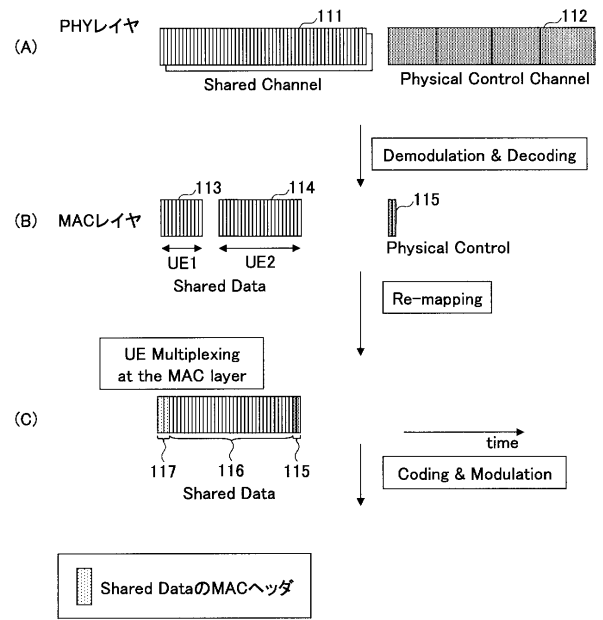 PHYレイヤ
111
112
(A)
Shared Channel
Physical Control Channel
Demodulation & Decoding
113
114
115
(B)
MACレイヤ
UE1
UE2
Physical Control
Shared Data
Re-mapping
UE Multiplexing
at the MAC layer
(C)
time
117
116
115
Coding & Modulation
Shared Data
Shared DataのMACヘッダ